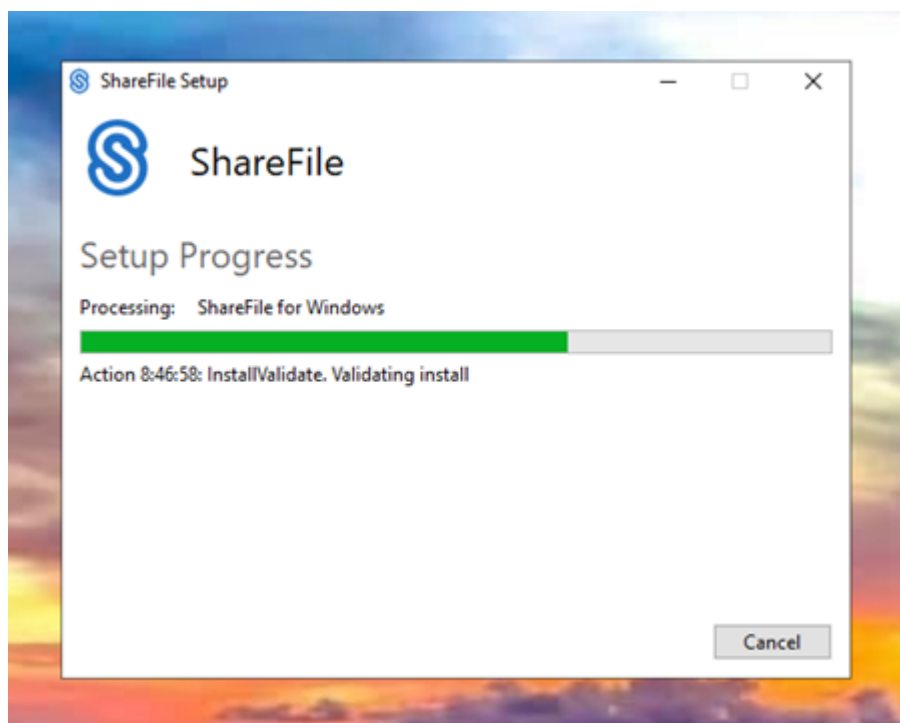 ShareFile Setup
ShareFile
Setup Progress
Processing: ShareFile for Windows
Action 8:46:58: InstallValidate. Validating install
Cancel